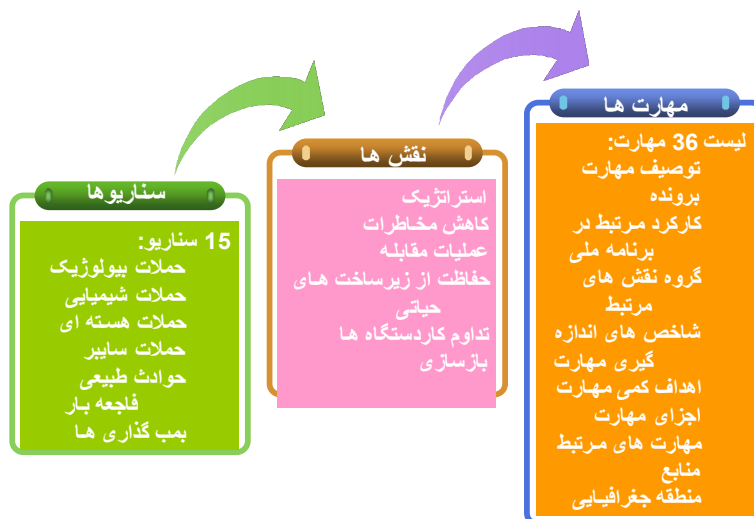 سناریوها
15 سناریو:
حملات بیولوژیک
حملات شیمیایی
حملات هسته ای
حملات سایبر
حوادث طبیعی
فاجعه بار
بمب گذاری ها
نقش ها
استراتژیک
کاهش مخاطرات
عملیات مقابله
حفاظت از زیرساخت های
حیاتی
تداوم کاردستگاه ها
بازسازی
مهارت ها
لیست 36 مهارت:
توصیف مهارت
برونده
کارکرد مرتبط در
برنامه ملی
گروه نقش های
مرتبط
شاخص های اندازه
گیری مهارت
اهداف کمی مهارت
اجزای مهارت
مهارت های مرتبط
منابع
منطقه جغرافیایی